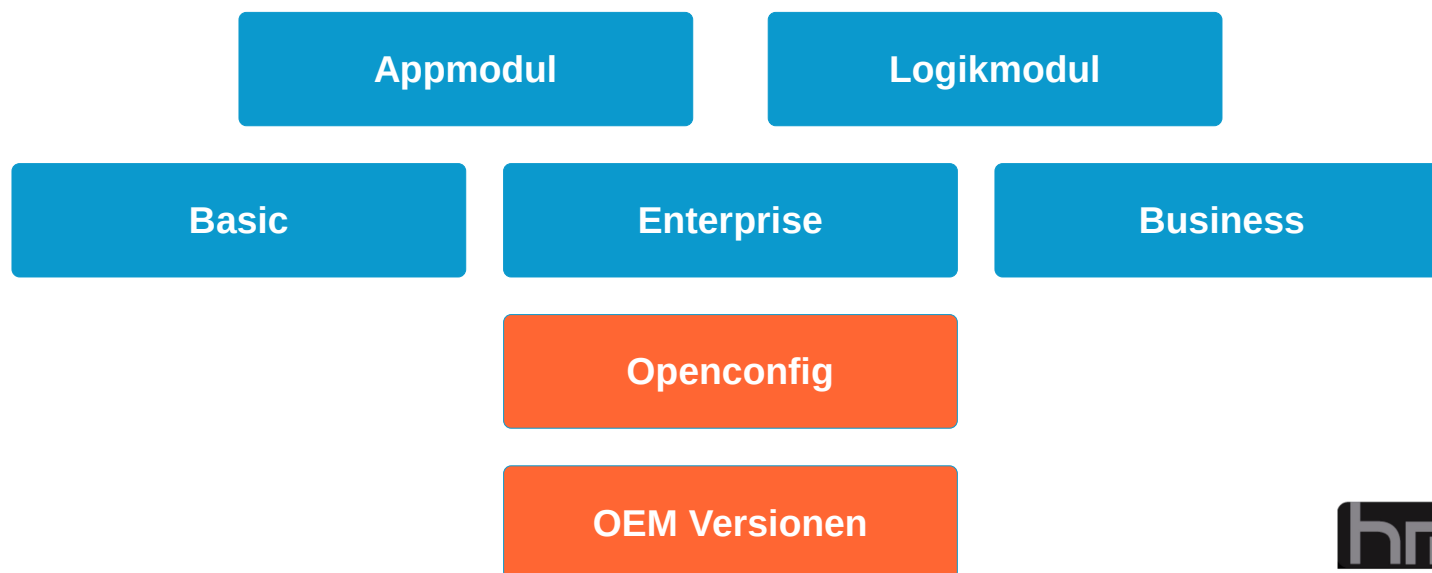 Appmodul
Logikmodul
Basic
Enterprise
Business
Openconfig
OEM Versionen